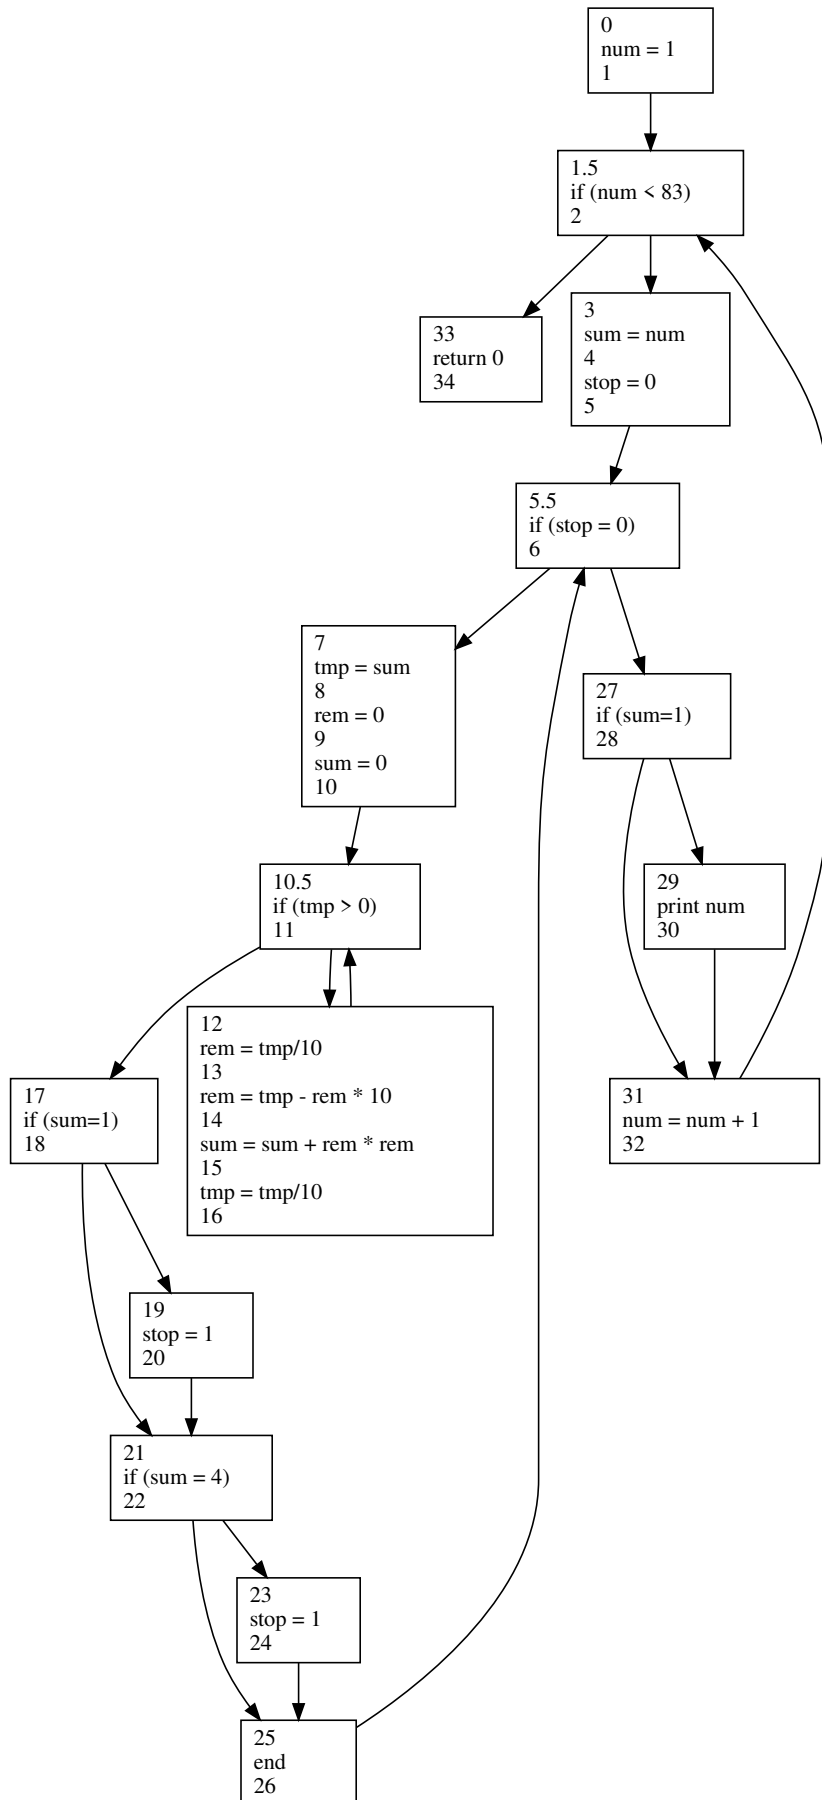 0
num = 1
1
1.5
if (num < 83)
2
33
return 0
34
3
sum = num
4
stop = 0
5
5.5
if (stop = 0)
6
7
tmp = sum
8
rem = 0
9
sum = 0
10
27
if (sum=1)
28
10.5
if (tmp > 0)
11
29
print num
30
12
rem = tmp/10
13
rem = tmp - rem * 10
14
sum = sum + rem * rem
15
tmp = tmp/10
16
17
if (sum=1)
18
31
num = num + 1
32
19
stop = 1
20
21
if (sum = 4)
22
23
stop = 1
24
25
end
26